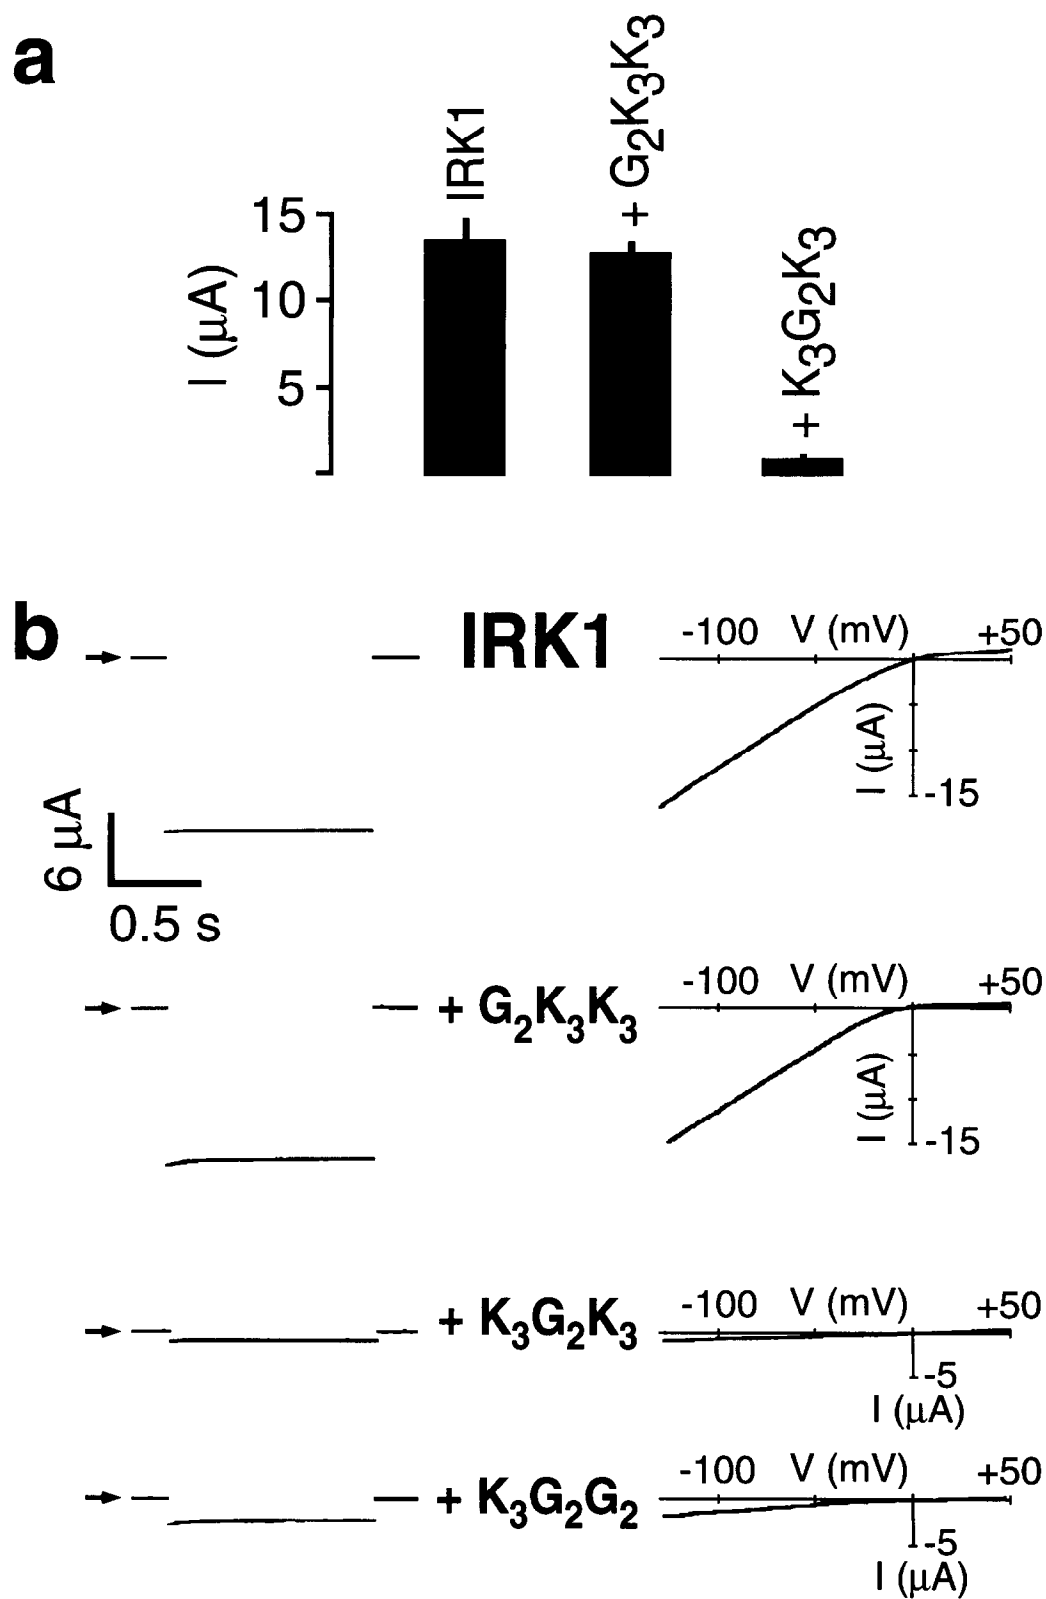 a
IRK1
+ G2K3K3
+ K3G2K3
15
10
5
I (μA)
b
IRK1
-100 V (mV) +50
I (μA)
-15
6 μA
0.5 s
+ G2K3K3
-100 V (mV) +50
I (μA)
-15
+ K3G2K3
-100 V (mV) +50
-5
I (μA)
+ K3G2G2
-100 V (mV) +50
-5
I (μA)